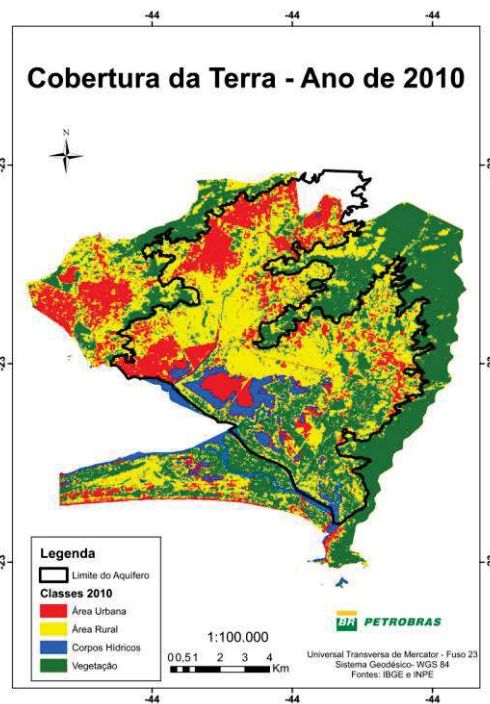 -44 -44 -44
Cobertura da Terra - Ano de 2010
N
-23
-23
-23
-23
Legenda
Limite do Aquífero
Classes 2010
Área Urbana
Área Rural
Corpos Hídricos
Vegetação
1:100.000
0 0,5 1 2 3 4
Km
BR PETROBRAS
Universal Transversa de Mercator - Fuso 23
Sistema Geodésico- WGS 84
Fontes: IBGE e INPE
-44 -44 -44